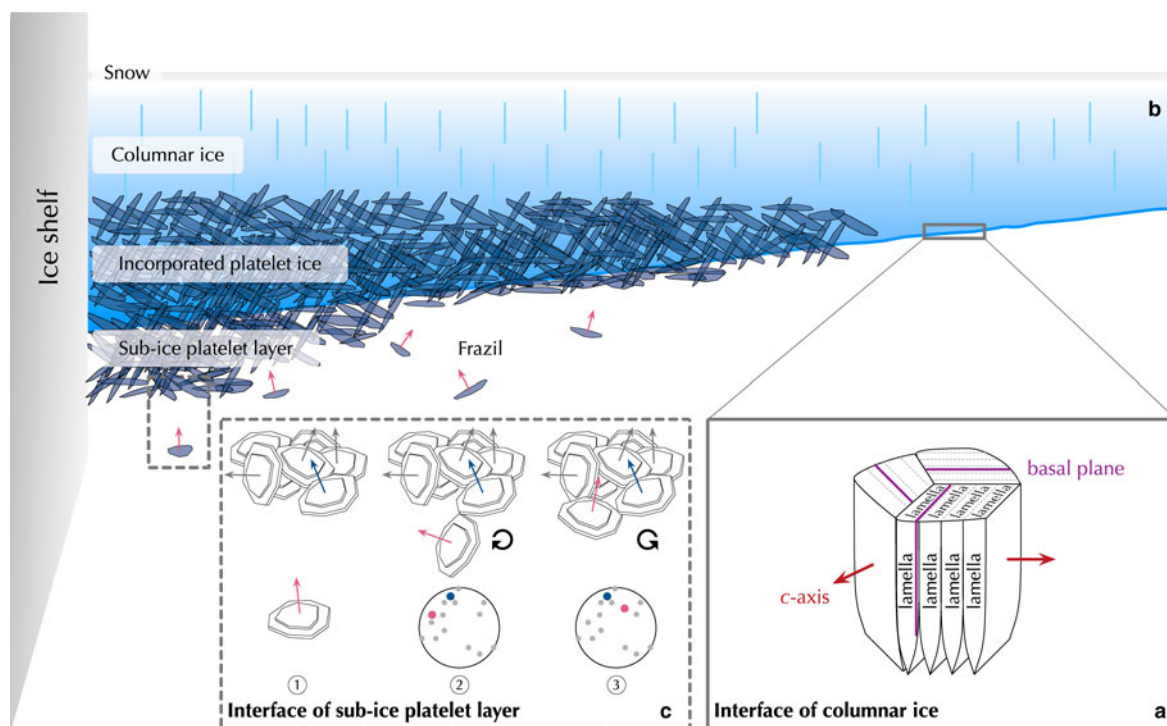 Snow
b
Columnar ice
Ice shelf
Incorporated platelet ice
Sub-ice platelet layer
Frazil
basal plane
lamella
lamella
lamella
lamella
lamella
lamella
lamella
lamella
c-axis
1
2
3
Interface of sub-ice platelet layer
c
Interface of columnar ice
a